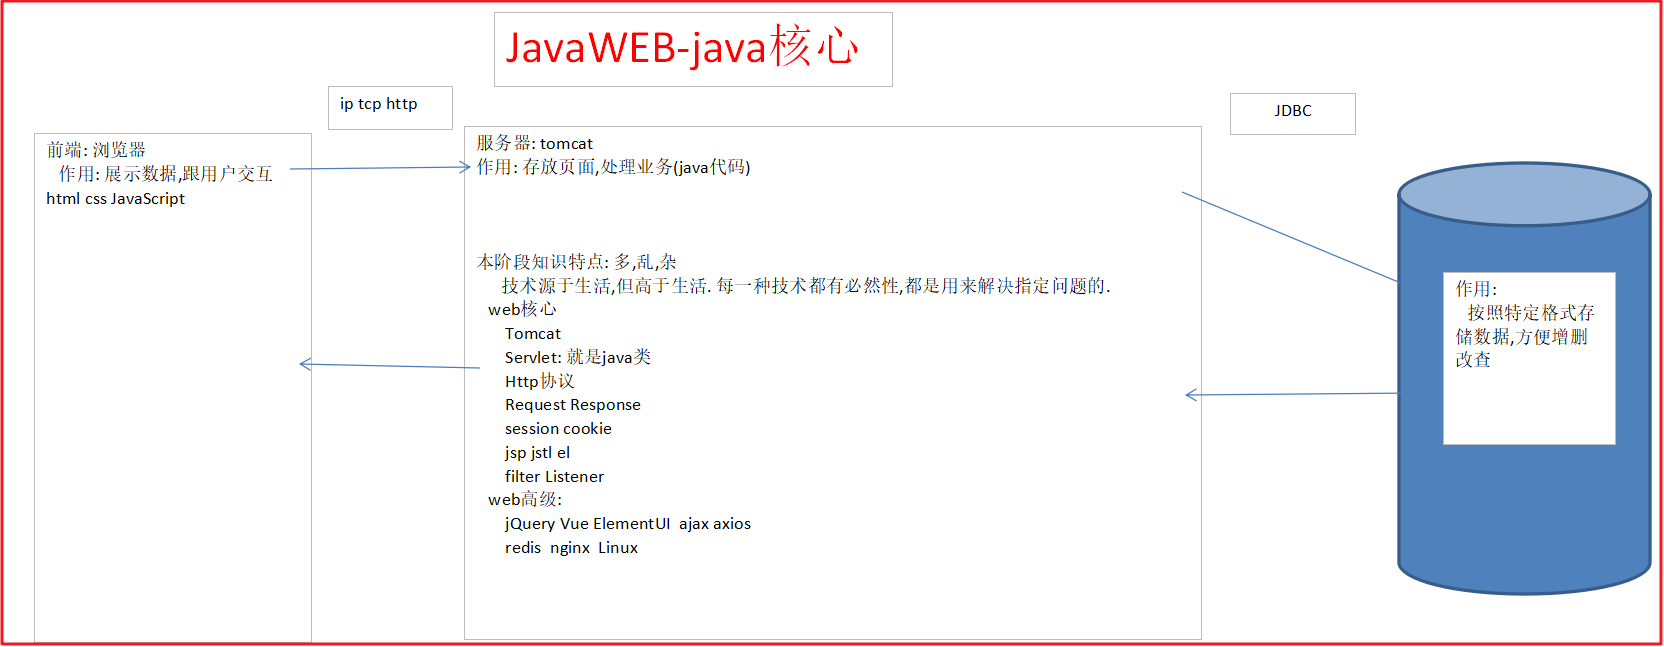 JavaWEB-java核心
ip tcp http
JDBC
前端: 浏览器
作用: 展示数据,跟用户交互
html css JavaScript
服务器: tomcat
作用: 存放页面,处理业务(java代码)
本阶段知识特点: 多,乱,杂
技术源于生活,但高于生活. 每一种技术都有必然性,都是用来解决指定问题的.
web核心
Tomcat
Servlet: 就是java类
Http协议
Request Response
session cookie
jsp jstl el
filter Listener
web高级:
jQuery Vue ElementUI  ajax axios
redis  nginx  Linux
作用:
按照特定格式存
储数据,方便增删
改查